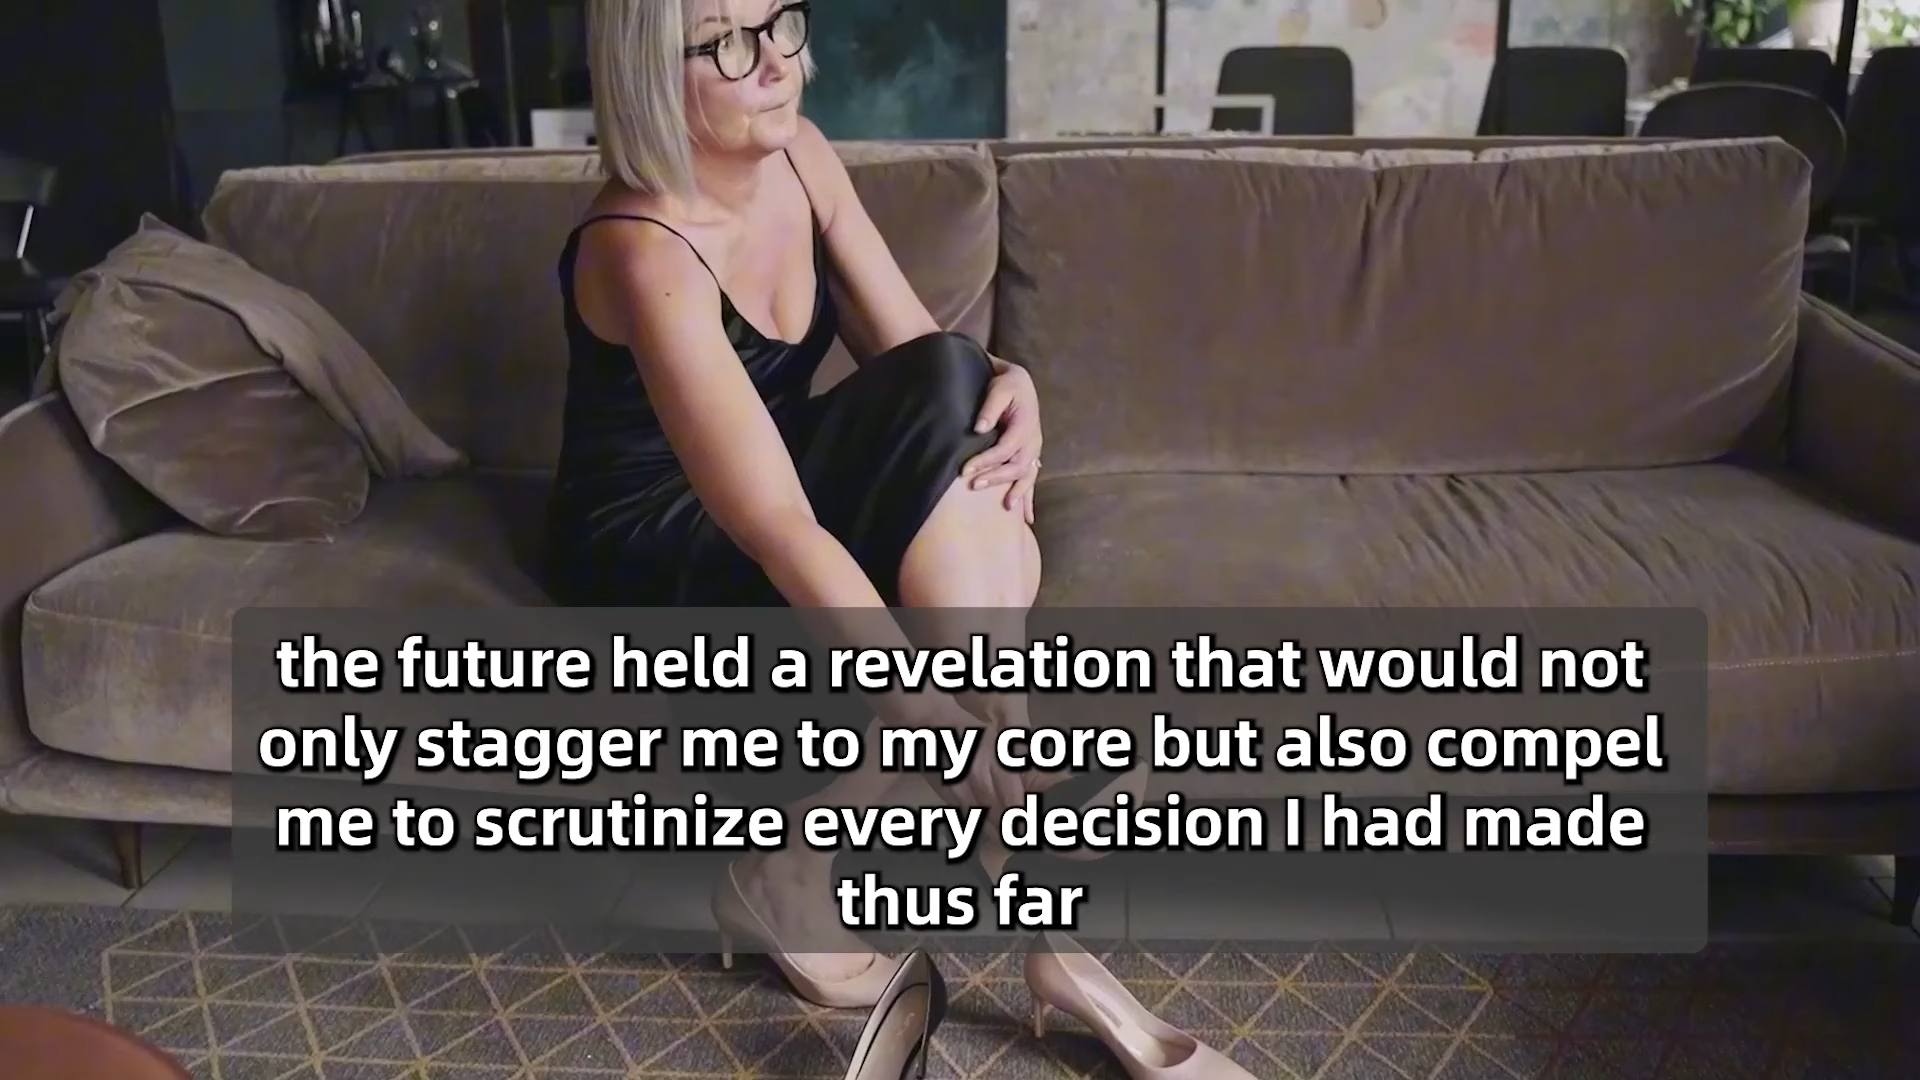 the future held a revelation that would not
only stagger me to my core but also compel
me to scrutinize every decision I had made
thus far